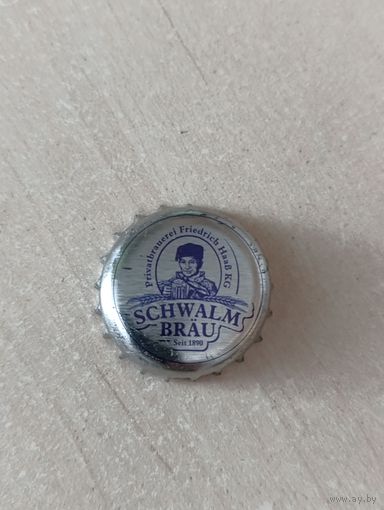 Privatbrauerei Friedrich Haaß KG
SCHWALM
BRÄU
Seit 1890
www.ay.by